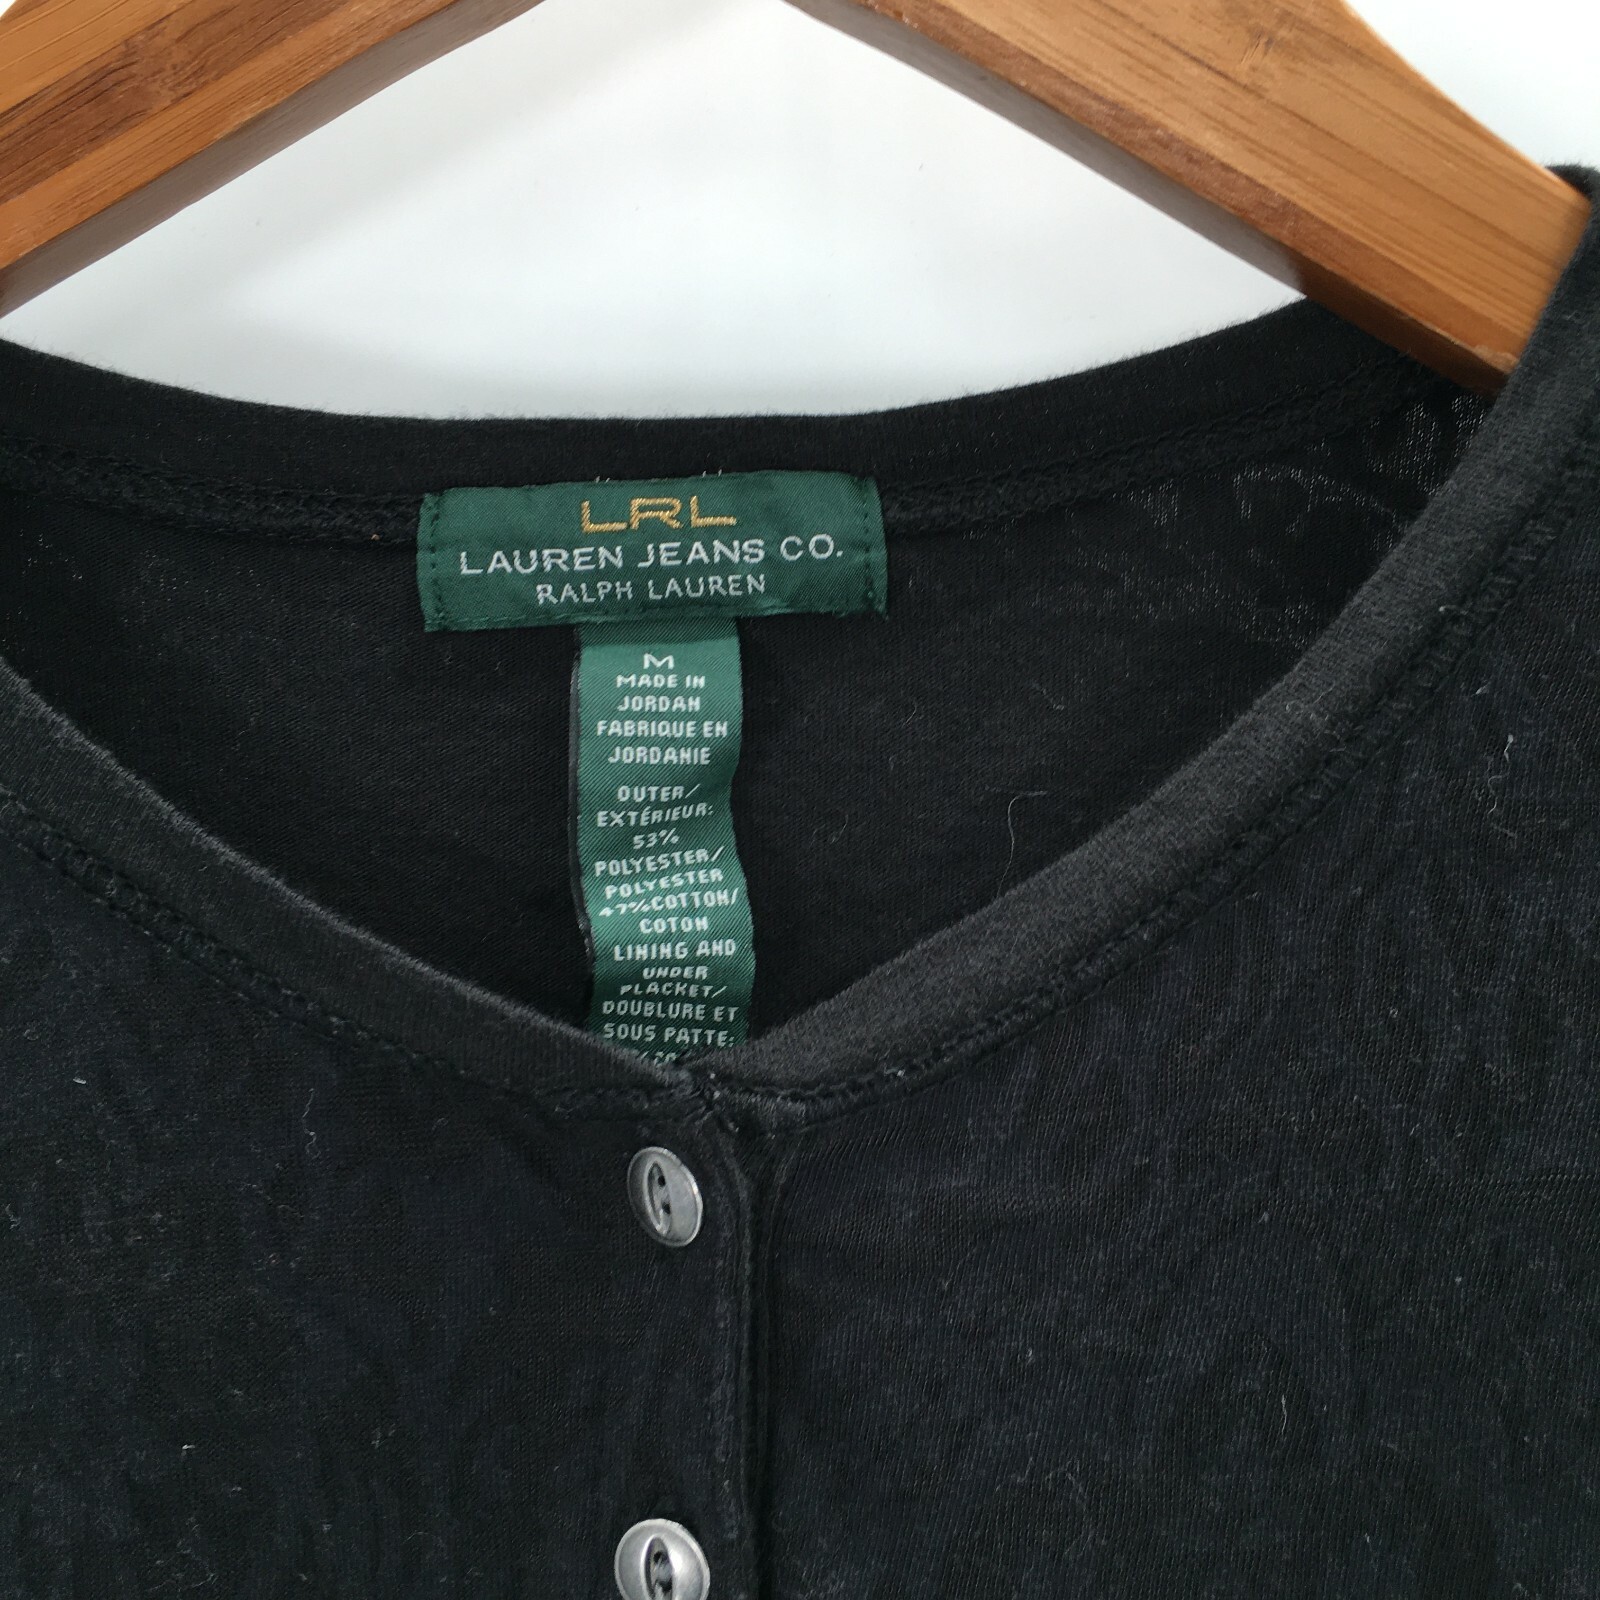 LRL
LAUREN JEANS CO.
RALPH LAUREN
M
MADE IN
JORDAN
FABRIQUE EN
JORDANIE
OUTER/
EXTÉRIEUR:
53%
POLYESTER/
POLYESTER
47%COTTON/
COTON
LINING AND
UNDER
PLACKET/
DOUBLURE ET
SOUS PATTE: